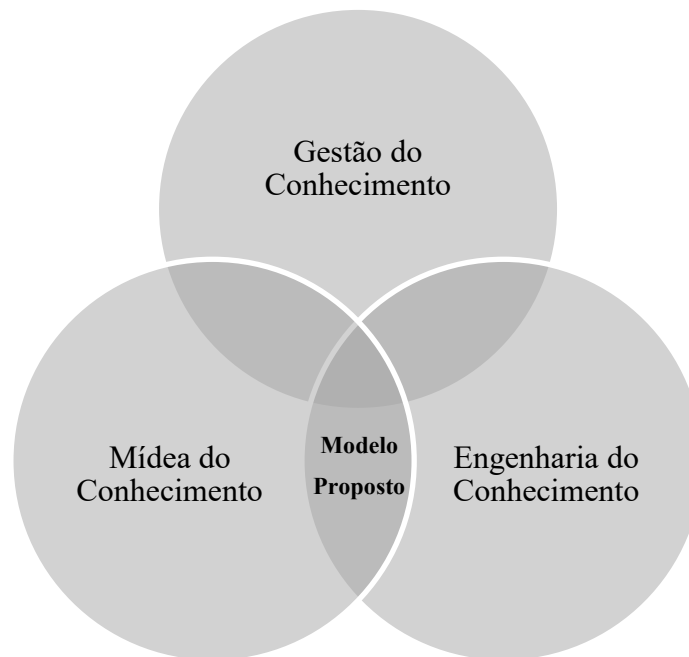 Gestão do
Conhecimento
Mídea do
Conhecimento
Modelo
Proposto
Engenharia do
Conhecimento